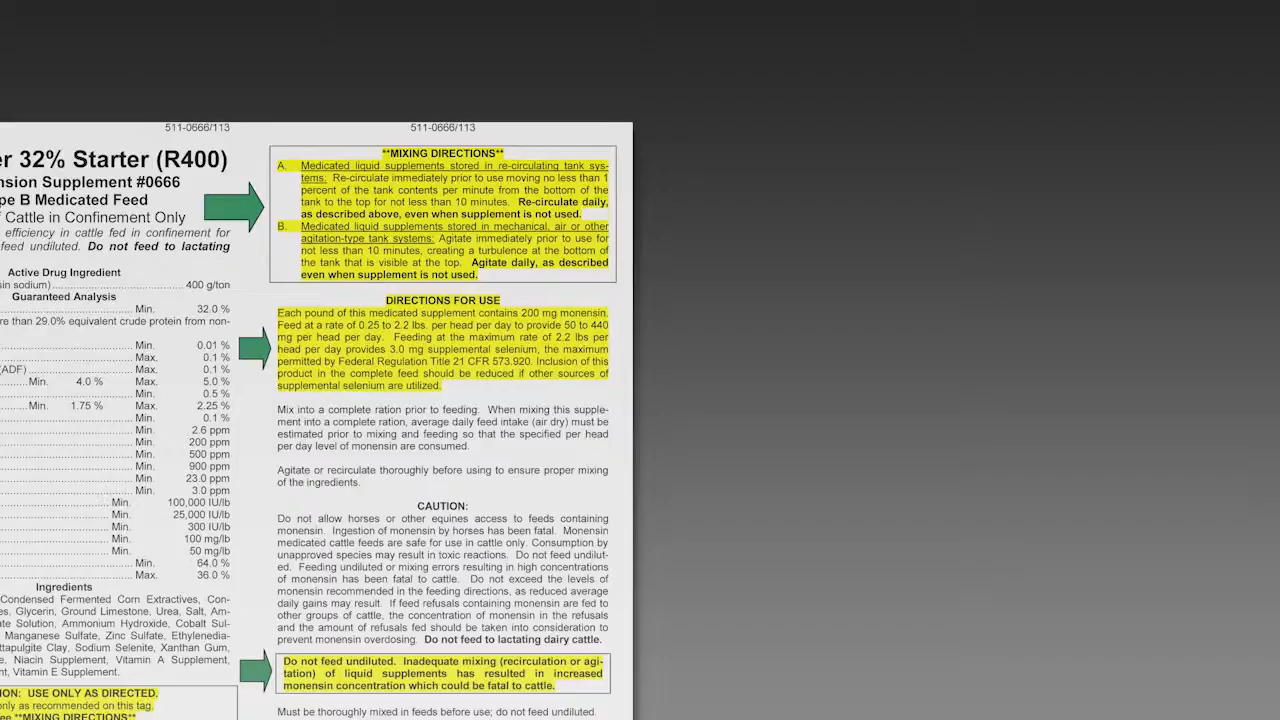 511-0666/113
er 32% Starter (R400)
nsion Supplement #0666
pe B Medicated Feed
f Cattle in Confinement Only
efficiency in cattle fed in confinement for
feed undiluted. Do not feed to lactating
Active Drug Ingredient
sin sodium) 400 g/ton
Guaranteed Analysis
Min. 32.0 %
re than 29.0% equivalent crude protein from non-
Min. 0.01 %
Max. 0.1 %
(ADF) Max. 0.1 %
Min. 4.0 % Max. 5.0 %
Min. 0.5 %
Min. 1.75 % Max. 2.25 %
Min. 0.1 %
Min. 2.6 ppm
Min. 200 ppm
Min. 500 ppm
Min. 900 ppm
Min. 23.0 ppm
Min. 3.0 ppm
Min. 100,000 IU/lb
Min. 25,000 IU/lb
Min. 300 IU/lb
Min. 100 mg/lb
Min. 50 mg/lb
Min. 64.0 %
Max. 36.0 %
Ingredients
Condensed Fermented Corn Extractives, Con-
es, Glycerin, Ground Limestone, Urea, Salt, Am-
ate Solution, Ammonium Hydroxide, Cobalt Sul-
Manganese Sulfate, Zinc Sulfate, Ethylenedia-
ttapulgite Clay, Sodium Selenite, Xanthan Gum,
e, Niacin Supplement, Vitamin A Supplement,
nt, Vitamin E Supplement.
ION: USE ONLY AS DIRECTED.
only as recommended on this tag.
ee **MIXING DIRECTIONS**
511-0666/113
**MIXING DIRECTIONS**
A. Medicated liquid supplements stored in re-circulating tank sys-
tems. Re-circulate immediately prior to use moving no less than 1
percent of the tank contents per minute from the bottom of the
tank to the top for not less than 10 minutes. Re-circulate daily,
as described above, even when supplement is not used.
B. Medicated liquid supplements stored in mechanical, air or other
agitation-type tank systems: Agitate immediately prior to use for
not less than 10 minutes, creating a turbulence at the bottom of
the tank that is visible at the top. Agitate daily, as described
even when supplement is not used.
DIRECTIONS FOR USE
Each pound of this medicated supplement contains 200 mg monensin.
Feed at a rate of 0.25 to 2.2 lbs. per head per day to provide 50 to 440
mg per head per day. Feeding at the maximum rate of 2.2 lbs per
head per day provides 3.0 mg supplemental selenium, the maximum
permitted by Federal Regulation Title 21 CFR 573.920. Inclusion of this
product in the complete feed should be reduced if other sources of
supplemental selenium are utilized.
Mix into a complete ration prior to feeding. When mixing this supple-
ment into a complete ration, average daily feed intake (air dry) must be
estimated prior to mixing and feeding so that the specified per head
per day level of monensin are consumed.
Agitate or recirculate thoroughly before using to ensure proper mixing
of the ingredients.
CAUTION:
Do not allow horses or other equines access to feeds containing
monensin. Ingestion of monensin by horses has been fatal. Monensin
medicated cattle feeds are safe for use in cattle only. Consumption by
unapproved species may result in toxic reactions. Do not feed undilut-
ed. Feeding undiluted or mixing errors resulting in high concentrations
of monensin has been fatal to cattle. Do not exceed the levels of
monensin recommended in the feeding directions, as reduced average
daily gains may result. If feed refusals containing monensin are fed to
other groups of cattle, the concentration of monensin in the refusals
and the amount of refusals fed should be taken into consideration to
prevent monensin overdosing. Do not feed to lactating dairy cattle.
Do not feed undiluted. Inadequate mixing (recirculation or agi-
tation) of liquid supplements has resulted in increased
monensin concentration which could be fatal to cattle.
Must be thoroughly mixed in feeds before use; do not feed undiluted.